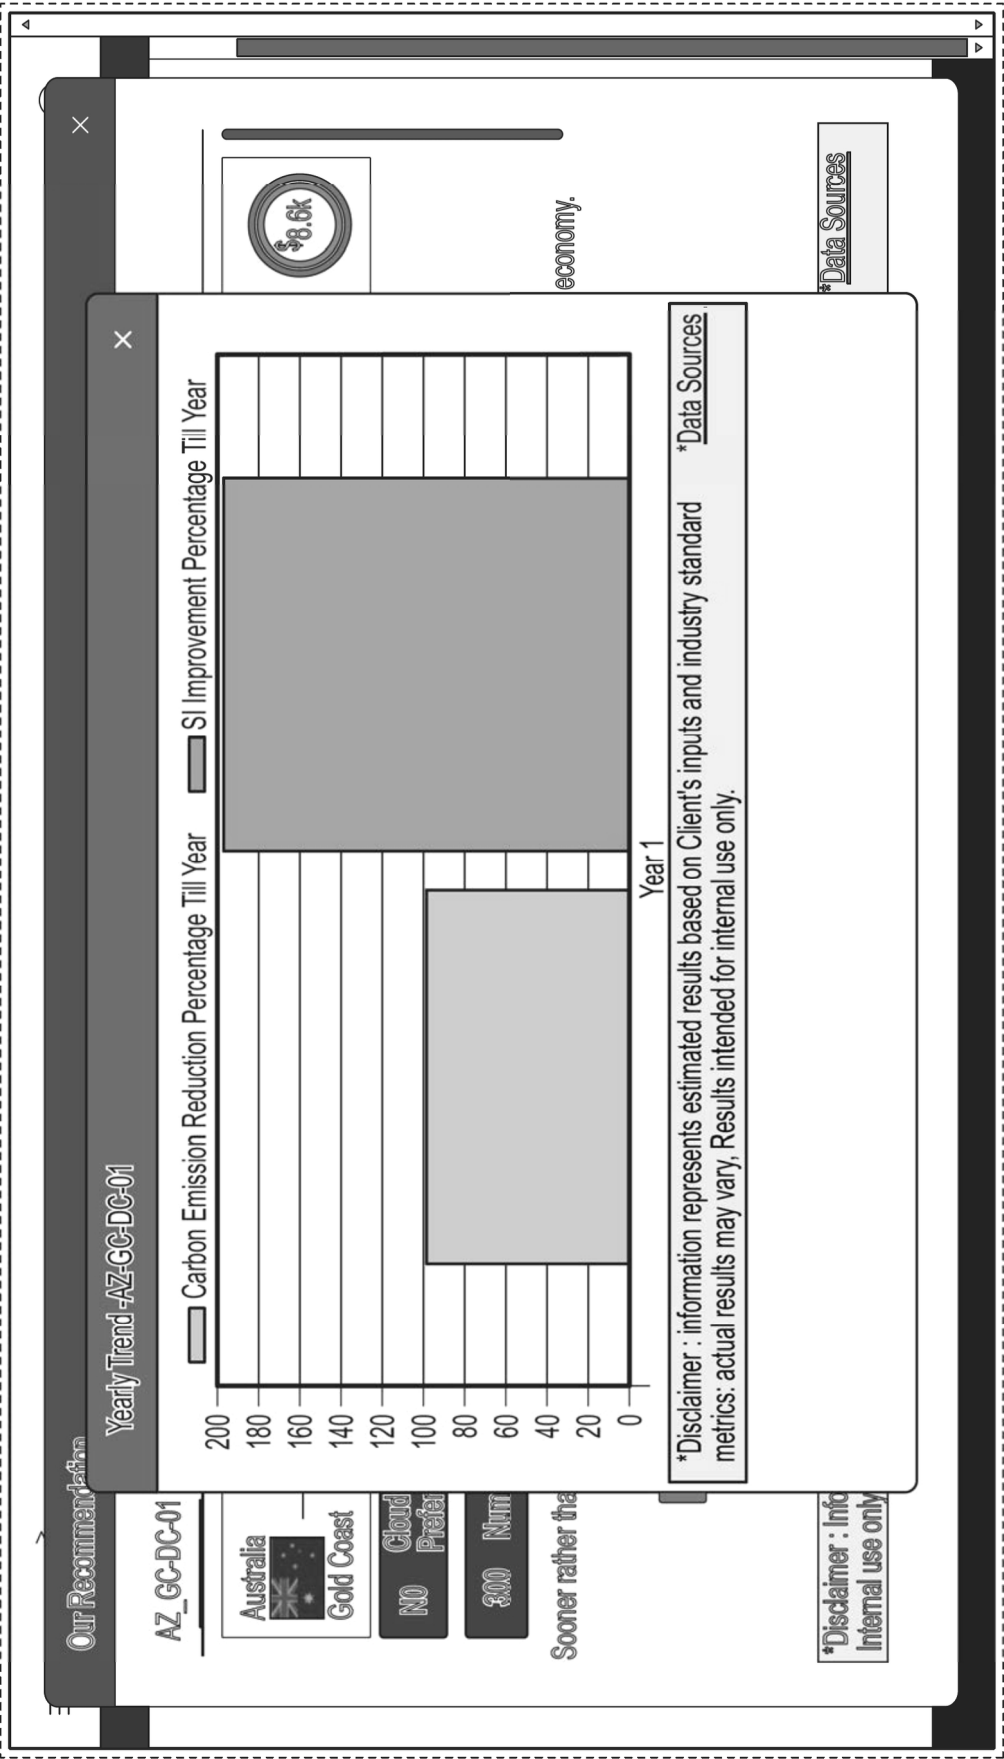 Our Recommendation
AZ_GC-DC-01
Australia
Gold Coast
$8.6k
NO
Cloud
Prefer
300
Num
Sooner rather tha
economy.
*Disclaimer : Info
Internal use only
*Data Sources
Yearly Trend -AZ-GC-DC-01
Carbon Emission Reduction Percentage Till Year
SI Improvement Percentage Till Year
200
180
160
140
120
100
80
60
40
20
0
Year 1
*Disclaimer : information represents estimated results based on Client's inputs and industry standard
metrics: actual results may vary, Results intended for internal use only.
*Data Sources